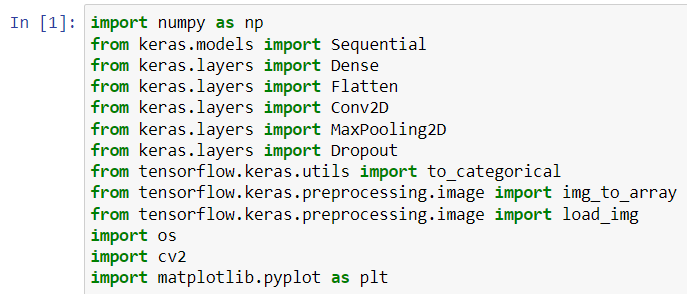 In [1]: import numpy as np
from keras.models import Sequential
from keras.layers import Dense
from keras.layers import Flatten
from keras.layers import Conv2D
from keras.layers import MaxPooling2D
from keras.layers import Dropout
from tensorflow.keras.utils import to_categorical
from tensorflow.keras.preprocessing.image import img_to_array
from tensorflow.keras.preprocessing.image import load_img
import os
import cv2
import matplotlib.pyplot as plt